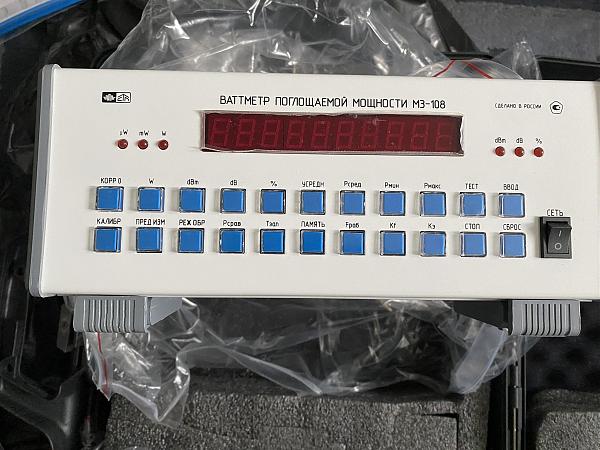 ВАТТМЕТР ПОГЛОЩАЕМОЙ МОЩНОСТИ М3-108
СДЕЛАНО В РОССИИ
μW mW W
dBm dB %
КОРР 0 W dBm dB % УСРЕДН Pсред Pмин Pмакс ТЕСТ ВВОД
КАЛИБР ПРЕД ИЗМ РЕЖ ОБР Pсрав Tзап ПАМЯТЬ Fраб Kf Kэ СТОП СБРОС
СЕТЬ